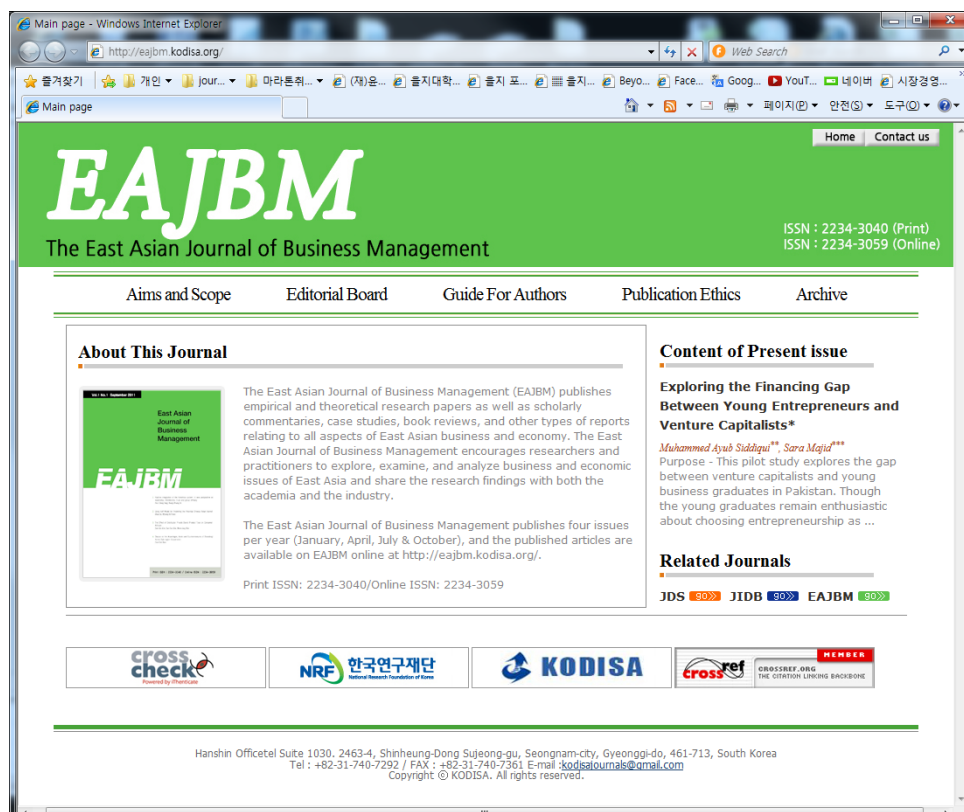 Main page - Windows Internet Explorer
http://eajbm.kodisa.org/
Web Search
즐겨찾기 개인 jour... 마라톤취... (재)윤... 을지대학... 을지 포... 을지... Beyo... Face... Goog... YouT... 네이버 시장경영...
Main page
페이지(P) 안전(S) 도구(O)
Home Contact us
EAJBM
The East Asian Journal of Business Management
ISSN : 2234-3040 (Print)
ISSN : 2234-3059 (Online)
Aims and Scope Editorial Board Guide For Authors Publication Ethics Archive
About This Journal
East Asian
Journal of
Business
Management
EAJBM
The East Asian Journal of Business Management (EAJBM) publishes
empirical and theoretical research papers as well as scholarly
commentaries, case studies, book reviews, and other types of reports
relating to all aspects of East Asian business and economy. The East
Asian Journal of Business Management encourages researchers and
practitioners to explore, examine, and analyze business and economic
issues of East Asia and share the research findings with both the
academia and the industry.
The East Asian Journal of Business Management publishes four issues
per year (January, April, July & October), and the published articles are
available on EAJBM online at http://eajbm.kodisa.org/.
Print ISSN: 2234-3040/Online ISSN: 2234-3059
Content of Present issue
Exploring the Financing Gap
Between Young Entrepreneurs and
Venture Capitalists*
Muhammed Ayub Siddiqui**, Sara Majid***
Purpose - This pilot study explores the gap
between venture capitalists and young
business graduates in Pakistan. Though
the young graduates remain enthusiastic
about choosing entrepreneurship as ...
Related Journals
JDS go>> JIDB go>> EAJBM go>>
cross
check
Powered by iThenticate
NRF 한국연구재단
National Research Foundation of Korea
KODISA
crossref
MEMBER
CROSSREF.ORG
THE CITATION LINKING BACKBONE
Hanshin Officetel Suite 1030. 2463-4, Shinheung-Dong Sujeong-gu, Seongnam-city, Gyeonggi-do, 461-713, South Korea
Tel : +82-31-740-7292 / FAX : +82-31-740-7361 E-mail :kodisajournals@gmail.com
Copyright ⓒ KODISA. All rights reserved.